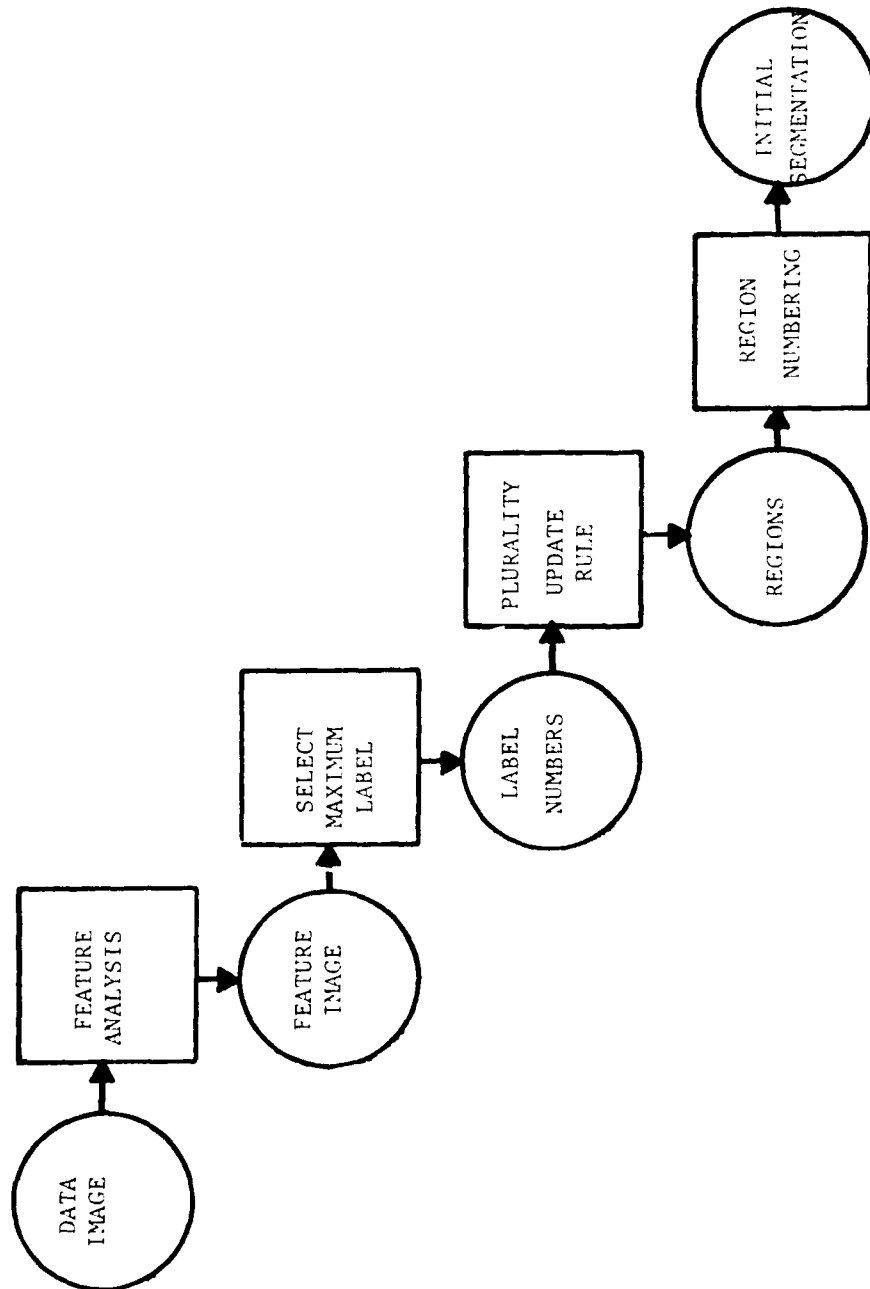 DATA
IMAGE
FEATURE
ANALYSIS
FEATURE
IMAGE
SELECT
MAXIMUM
LABEL
LABEL
NUMBERS
PLURALITY
UPDATE
RULE
REGIONS
REGION
NUMBERING
INITIAL
SEGMENTATION